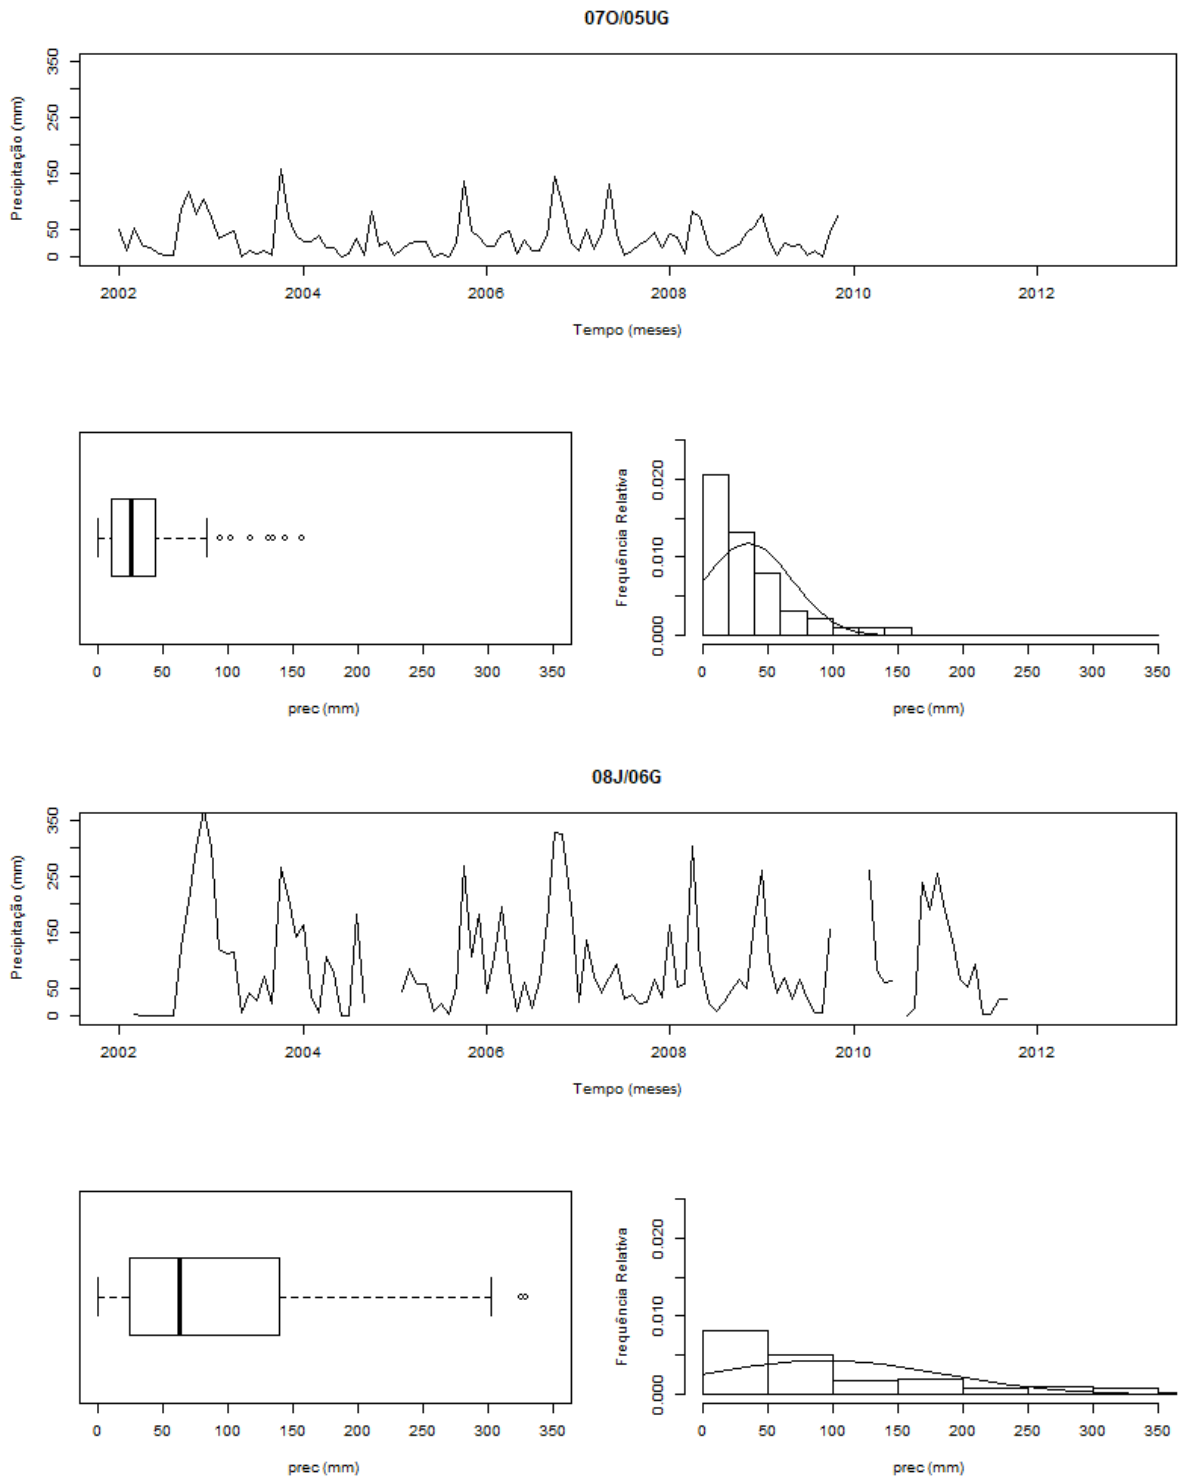 07O/05UG
Precipitação (mm)
350
250
150
50
0
2002 2004 2006 2008 2010 2012
Tempo (meses)
0 50 100 150 200 250 300 350
prec (mm)
Frequência Relativa
0.020
0.010
0.000
0 50 100 150 200 250 300 350
prec (mm)
08J/06G
Precipitação (mm)
350
250
150
50
0
2002 2004 2006 2008 2010 2012
Tempo (meses)
0 50 100 150 200 250 300 350
prec (mm)
Frequência Relativa
0.020
0.010
0.000
0 50 100 150 200 250 300 350
prec (mm)